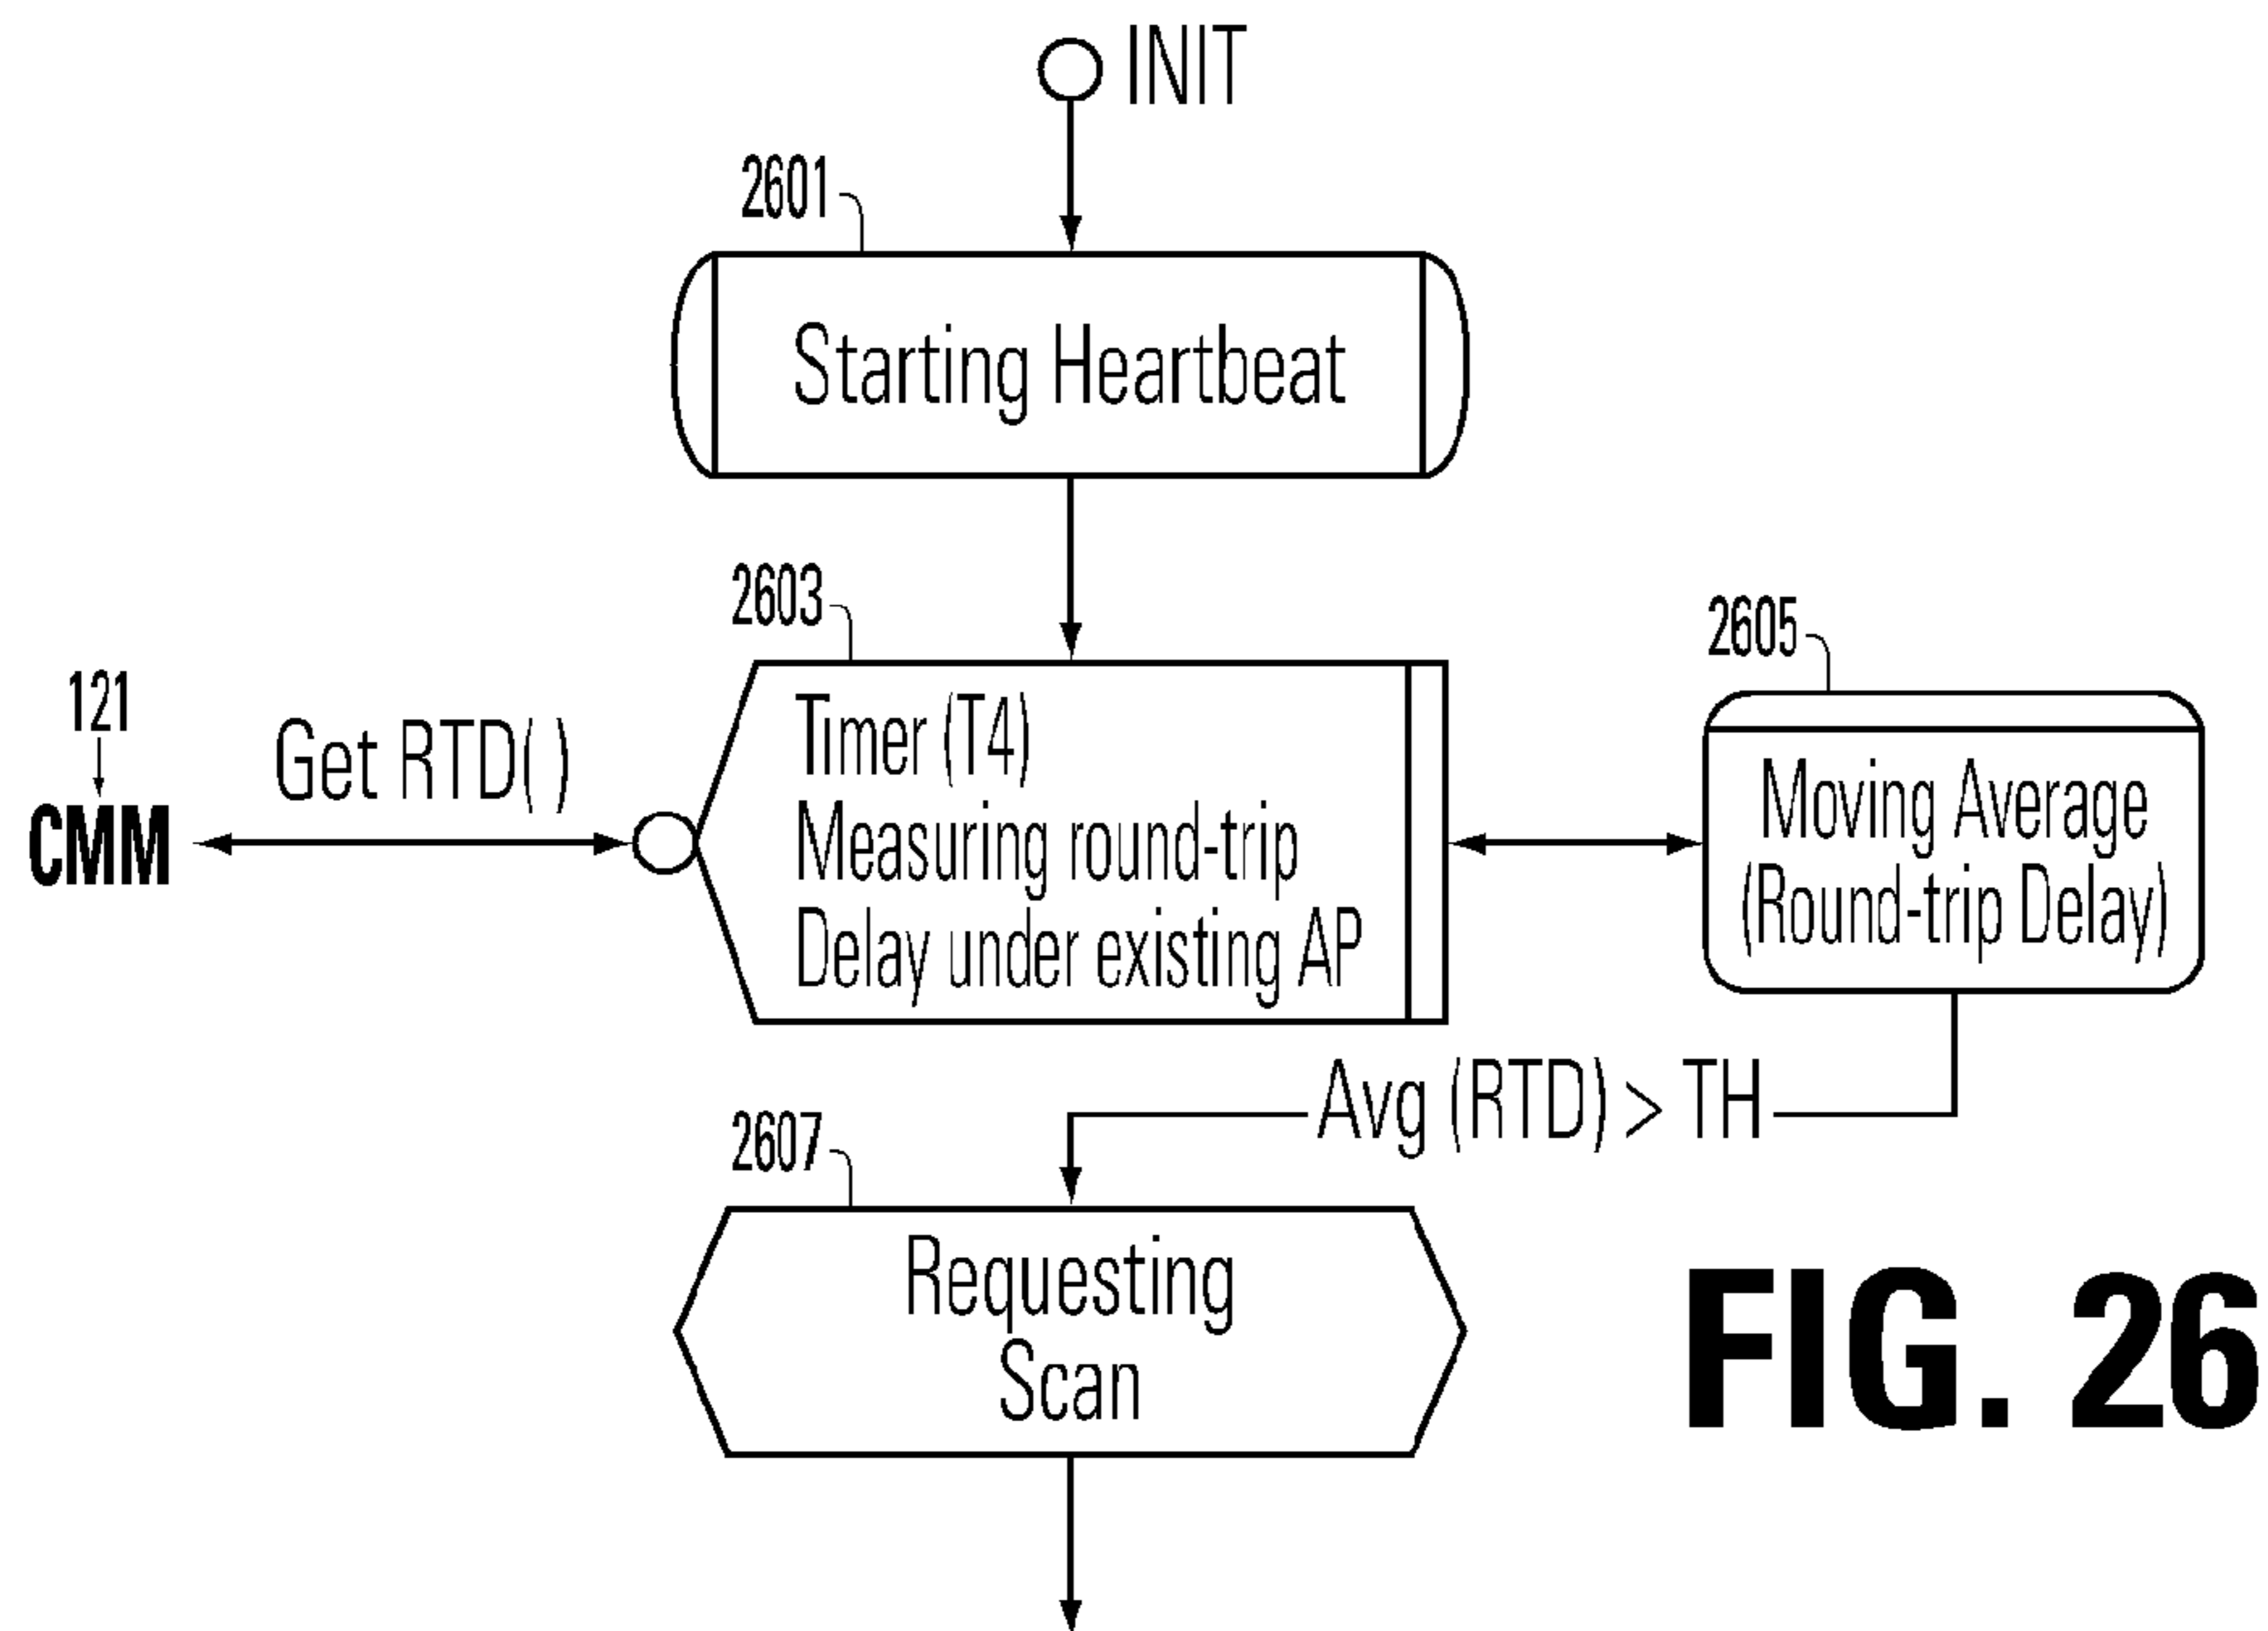 INIT
2601
Starting Heartbeat
2603
2605
121
Get RTD( )
CMM
Timer (T4)
Measuring round-trip
Delay under existing AP
Moving Average
(Round-trip Delay)
Avg (RTD) > TH
2607
Requesting
Scan
FIG. 26